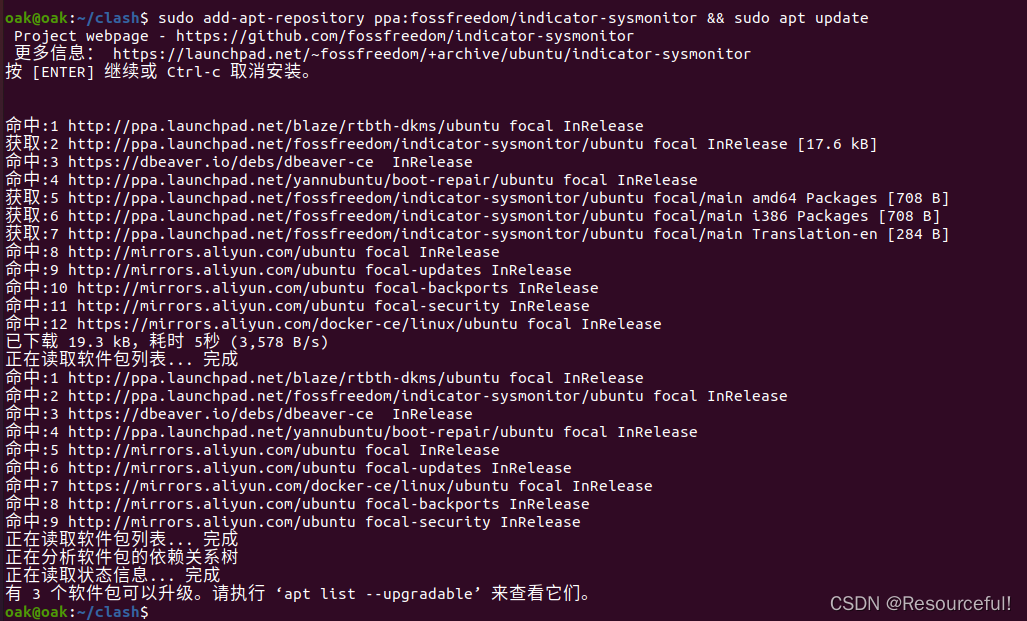 oak@oak:~/clash$ sudo add-apt-repository ppa:fossfreedom/indicator-sysmonitor && sudo apt update
Project webpage - https://github.com/fossfreedom/indicator-sysmonitor
更多信息： https://launchpad.net/~fossfreedom/+archive/ubuntu/indicator-sysmonitor
按 [ENTER] 继续或 Ctrl-c 取消安装。
命中:1 http://ppa.launchpad.net/blaze/rtbth-dkms/ubuntu focal InRelease
获取:2 http://ppa.launchpad.net/fossfreedom/indicator-sysmonitor/ubuntu focal InRelease [17.6 kB]
命中:3 https://dbeaver.io/debs/dbeaver-ce  InRelease
命中:4 http://ppa.launchpad.net/yannubuntu/boot-repair/ubuntu focal InRelease
获取:5 http://ppa.launchpad.net/fossfreedom/indicator-sysmonitor/ubuntu focal/main amd64 Packages [708 B]
获取:6 http://ppa.launchpad.net/fossfreedom/indicator-sysmonitor/ubuntu focal/main i386 Packages [708 B]
获取:7 http://ppa.launchpad.net/fossfreedom/indicator-sysmonitor/ubuntu focal/main Translation-en [284 B]
命中:8 http://mirrors.aliyun.com/ubuntu focal InRelease
命中:9 http://mirrors.aliyun.com/ubuntu focal-updates InRelease
命中:10 http://mirrors.aliyun.com/ubuntu focal-backports InRelease
命中:11 http://mirrors.aliyun.com/ubuntu focal-security InRelease
命中:12 https://mirrors.aliyun.com/docker-ce/linux/ubuntu focal InRelease
已下载 19.3 kB，耗时 5秒 (3,578 B/s)
正在读取软件包列表... 完成
命中:1 http://ppa.launchpad.net/blaze/rtbth-dkms/ubuntu focal InRelease
命中:2 http://ppa.launchpad.net/fossfreedom/indicator-sysmonitor/ubuntu focal InRelease
命中:3 https://dbeaver.io/debs/dbeaver-ce  InRelease
命中:4 http://ppa.launchpad.net/yannubuntu/boot-repair/ubuntu focal InRelease
命中:5 http://mirrors.aliyun.com/ubuntu focal InRelease
命中:6 http://mirrors.aliyun.com/ubuntu focal-updates InRelease
命中:7 https://mirrors.aliyun.com/docker-ce/linux/ubuntu focal InRelease
命中:8 http://mirrors.aliyun.com/ubuntu focal-backports InRelease
命中:9 http://mirrors.aliyun.com/ubuntu focal-security InRelease
正在读取软件包列表... 完成
正在分析软件包的依赖关系树
正在读取状态信息... 完成
有 3 个软件包可以升级。请执行 ‘apt list --upgradable’ 来查看它们。
oak@oak:~/clash$
CSDN @Resourceful!